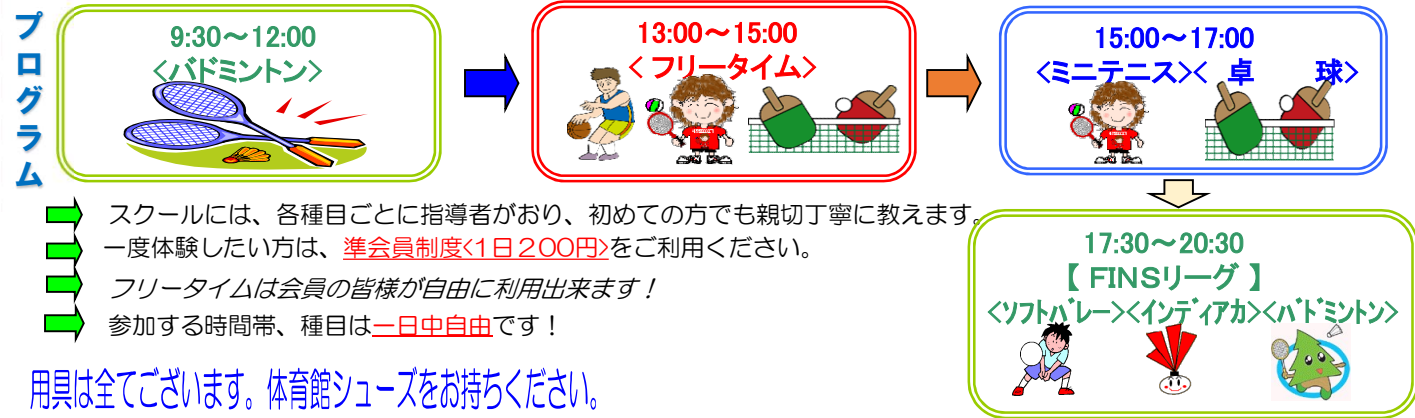 プログラム
9:30～12:00
<バドミントン>
13:00～15:00
< フリータイム>
15:00～17:00
<ミニテニス>< 卓　　球>
スクールには、各種目ごとに指導者がおり、初めての方でも親切丁寧に教えます。
一度体験したい方は、準会員制度<1日２００円>をご利用ください。
フリータイムは会員の皆様が自由に利用出来ます！
参加する時間帯、種目は一日中自由です！
用具は全てございます。体育館シューズをお持ちください。
17:30～20:30
【 FINSリーグ 】
<ソフトバレー><インディアカ><バドミントン>